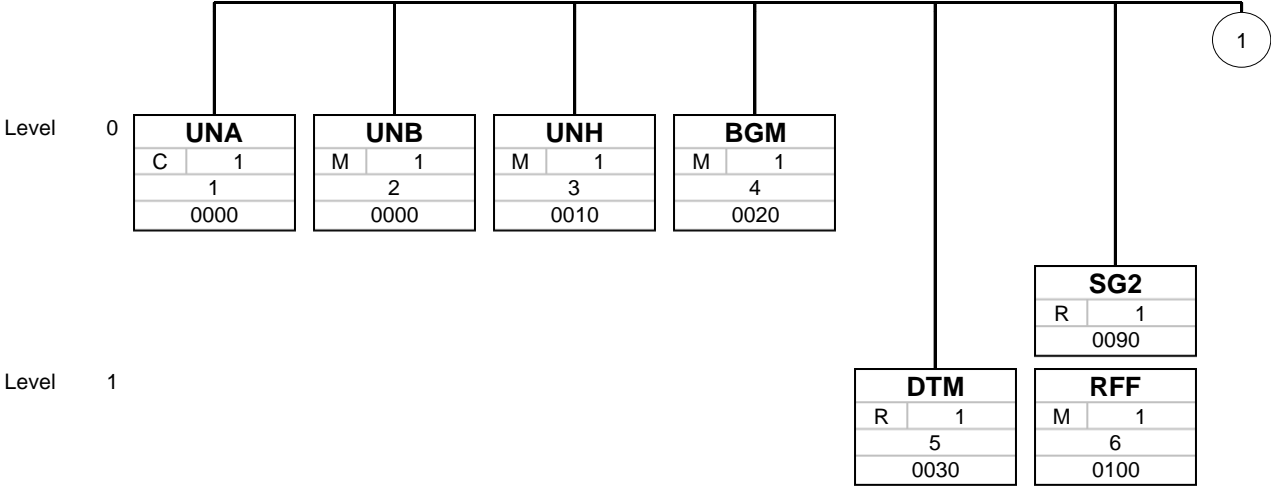 1
Level 0
UNA UNB UNH BGM
C 1 M 1 M 1 M 1
1 2 3 4
0000 0000 0010 0020
SG2
R 1
0090
Level 1
DTM RFF
R 1 M 1
5 6
0030 0100